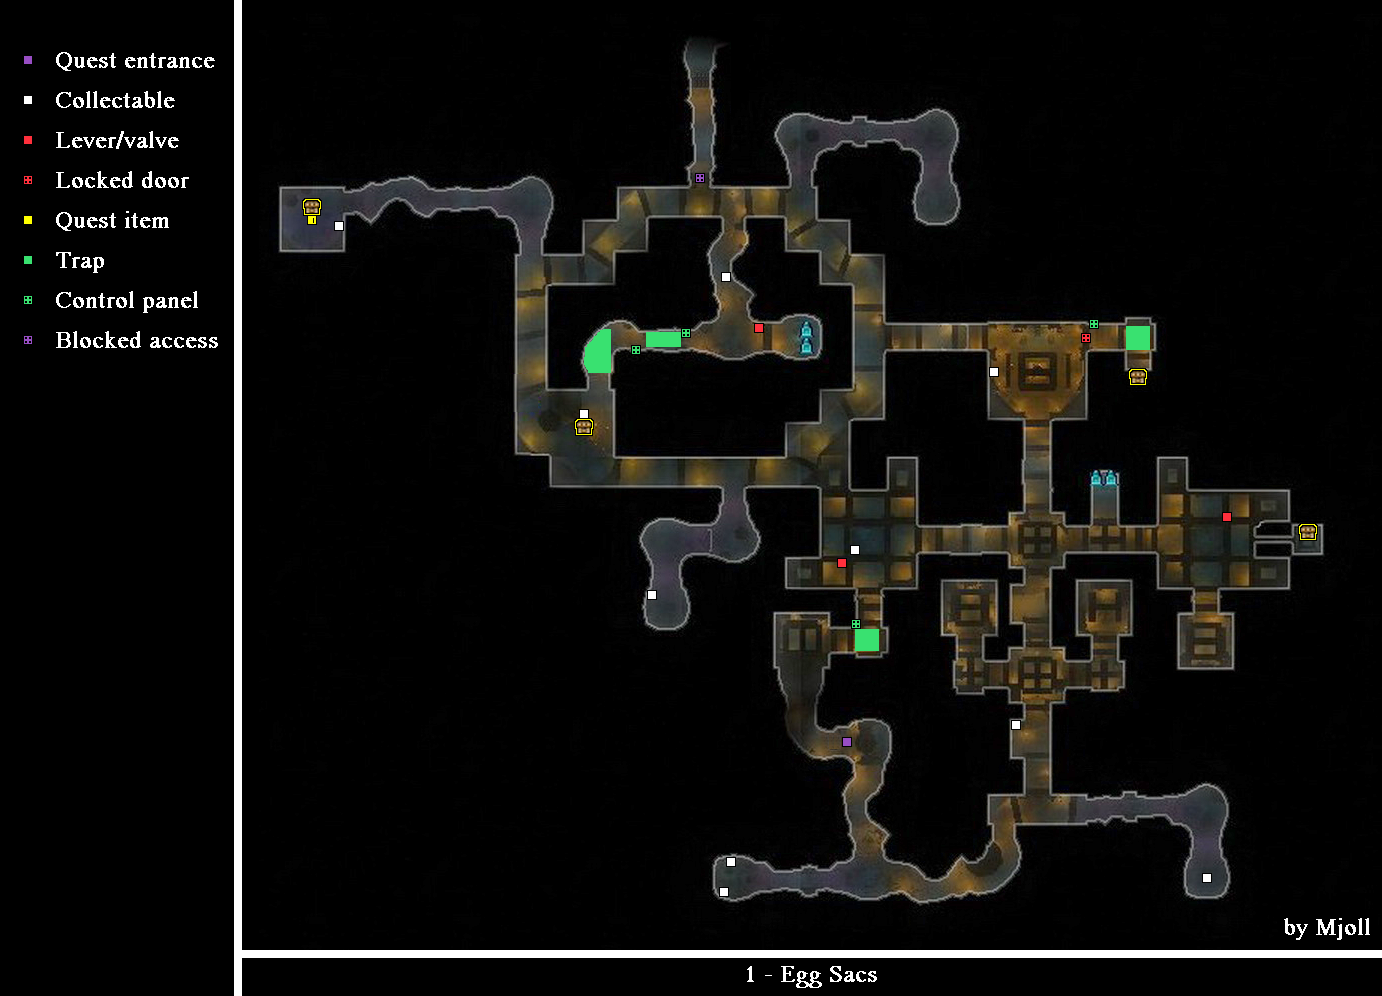 Quest entrance
Collectable
Lever/valve
Locked door
Quest item
Trap
Control panel
Blocked access
by Mjoll
1 - Egg Sacs